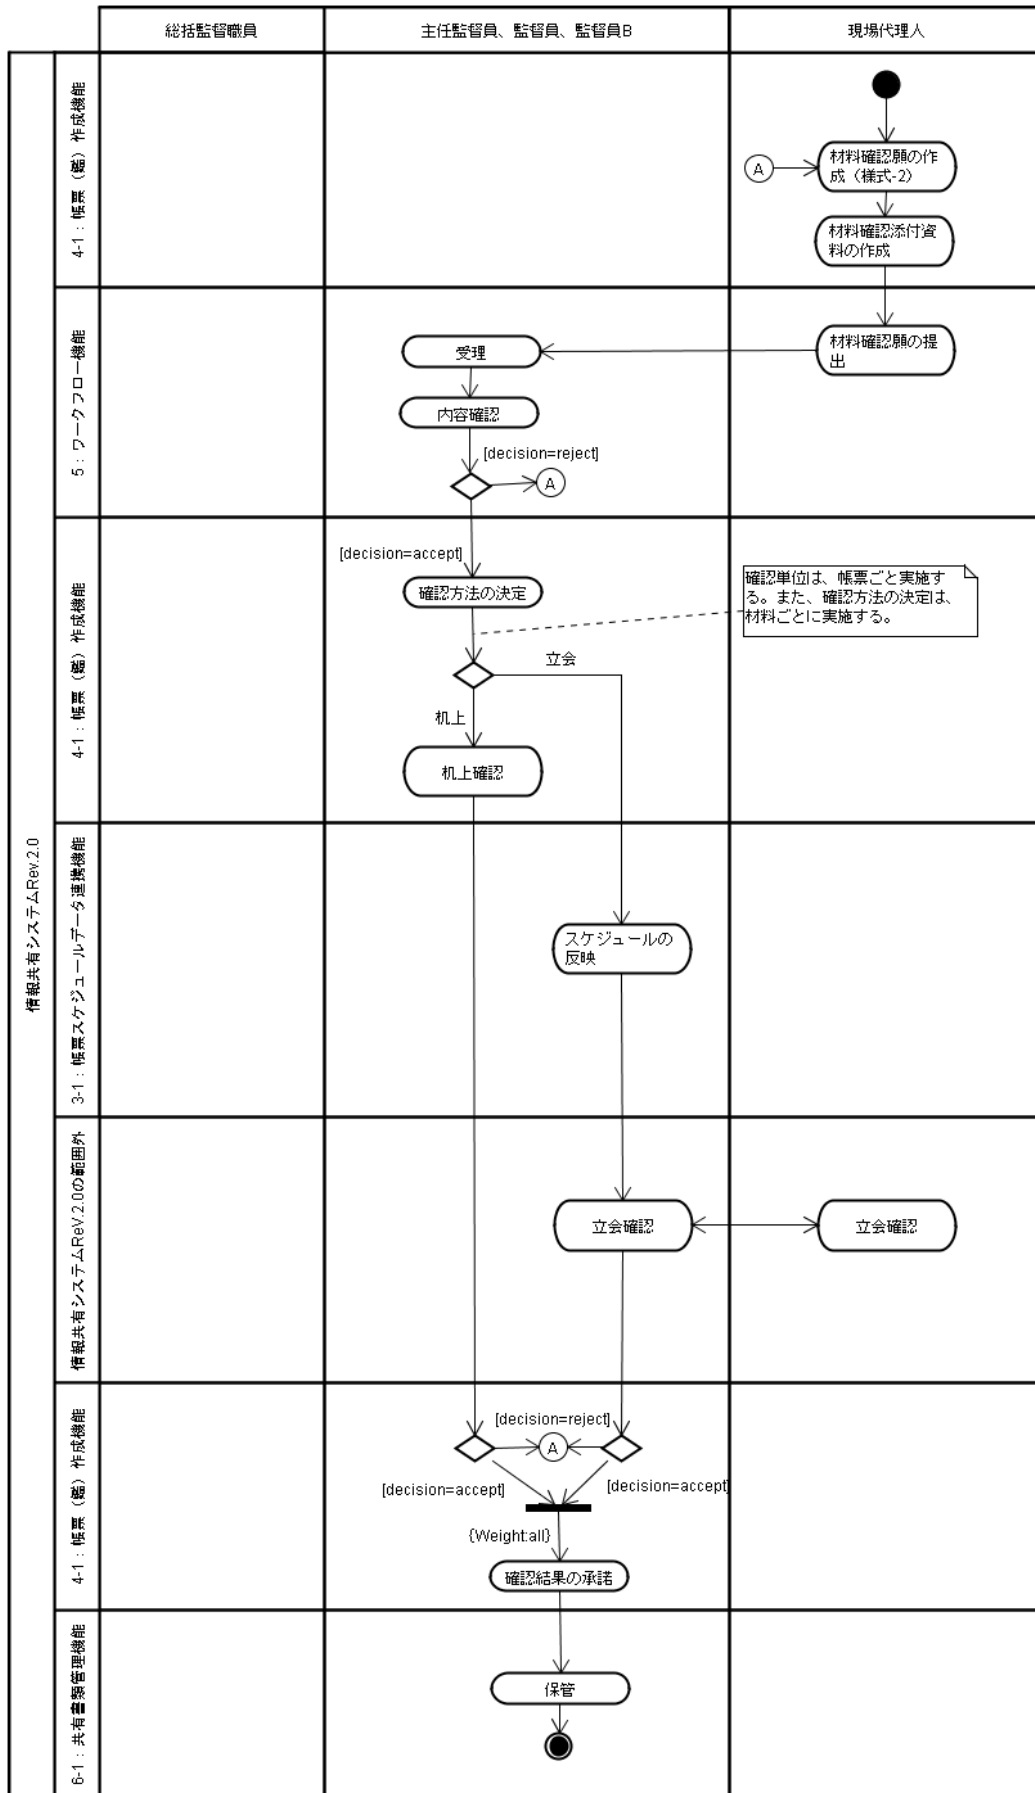 総括監督職員
主任監督員、監督員、監督員B
現場代理人
情報共有システムRev.2.0
4-1：帳票（鑑）作成機能
A
材料確認願の作
成（様式-2）
材料確認添付資
料の作成
5：ワークフロー機能
材料確認願の提
出
受理
内容確認
[decision=reject]
A
4-1：帳票（鑑）作成機能
[decision=accept]
確認方法の決定
確認単位は、帳票ごと実施す
る。また、確認方法の決定は、
材料ごとに実施する。
立会
机上
机上確認
3-1：帳票スケジュールデータ連携機能
スケジュールの
反映
情報共有システムReV.2.0の範囲外
立会確認
立会確認
4-1：帳票（鑑）作成機能
[decision=reject]
A
[decision=accept]
[decision=accept]
{Weight:all}
確認結果の承諾
6-1：共有書類管理機能
保管